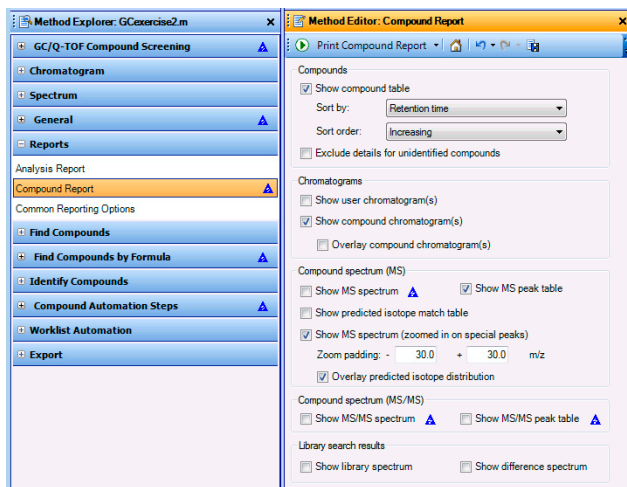 Method Explorer: GCexercise2.m
GC/Q-TOF Compound Screening
Chromatogram
Spectrum
General
Reports
Analysis Report
Compound Report
Common Reporting Options
Find Compounds
Find Compounds by Formula
Identify Compounds
Compound Automation Steps
Worklist Automation
Export
Method Editor: Compound Report
Print Compound Report
Compounds
Show compound table
Sort by: Retention time
Sort order: Increasing
Exclude details for unidentified compounds
Chromatograms
Show user chromatogram(s)
Show compound chromatogram(s)
Overlay compound chromatogram(s)
Compound spectrum (MS)
Show MS spectrum Show MS peak table
Show predicted isotope match table
Show MS spectrum (zoomed in on special peaks)
Zoom padding: - 30.0 + 30.0 m/z
Overlay predicted isotope distribution
Compound spectrum (MS/MS)
Show MS/MS spectrum Show MS/MS peak table
Library search results
Show library spectrum Show difference spectrum